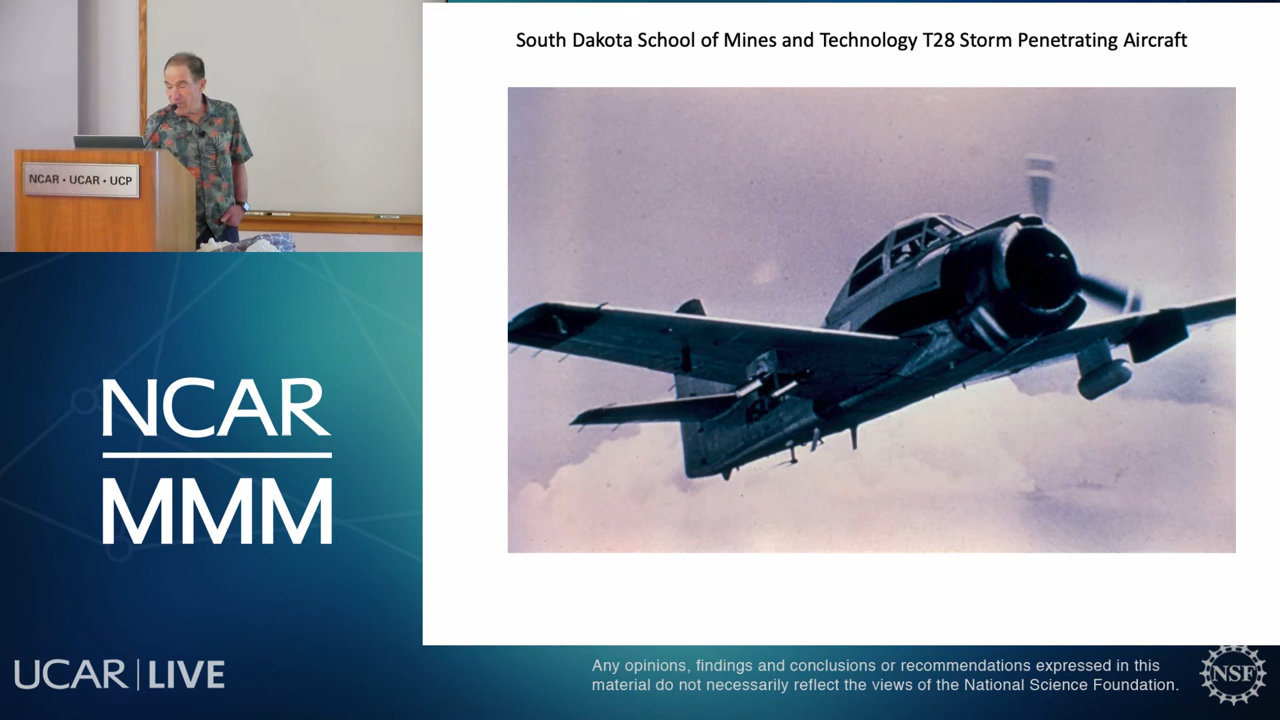 South Dakota School of Mines and Technology T28 Storm Penetrating Aircraft
NCAR • UCAR • UCP
NCAR
MMM
UCAR | LIVE
Any opinions, findings and conclusions or recommendations expressed in this
material do not necessarily reflect the views of the National Science Foundation.
NSF